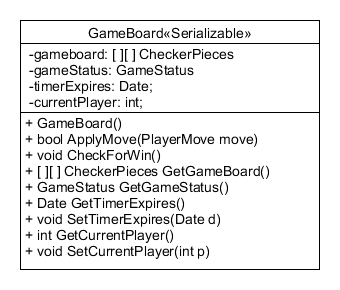 GameBoard«Serializable»
-gameboard: [ ][ ] CheckerPieces
-gameStatus: GameStatus
-timerExpires: Date;
-currentPlayer: int;
+ GameBoard()
+ bool ApplyMove(PlayerMove move)
+ void CheckForWin()
+ [ ][ ] CheckerPieces GetGameBoard()
+ GameStatus GetGameStatus()
+ Date GetTimerExpires()
+ void SetTimerExpires(Date d)
+ int GetCurrentPlayer()
+ void SetCurrentPlayer(int p)